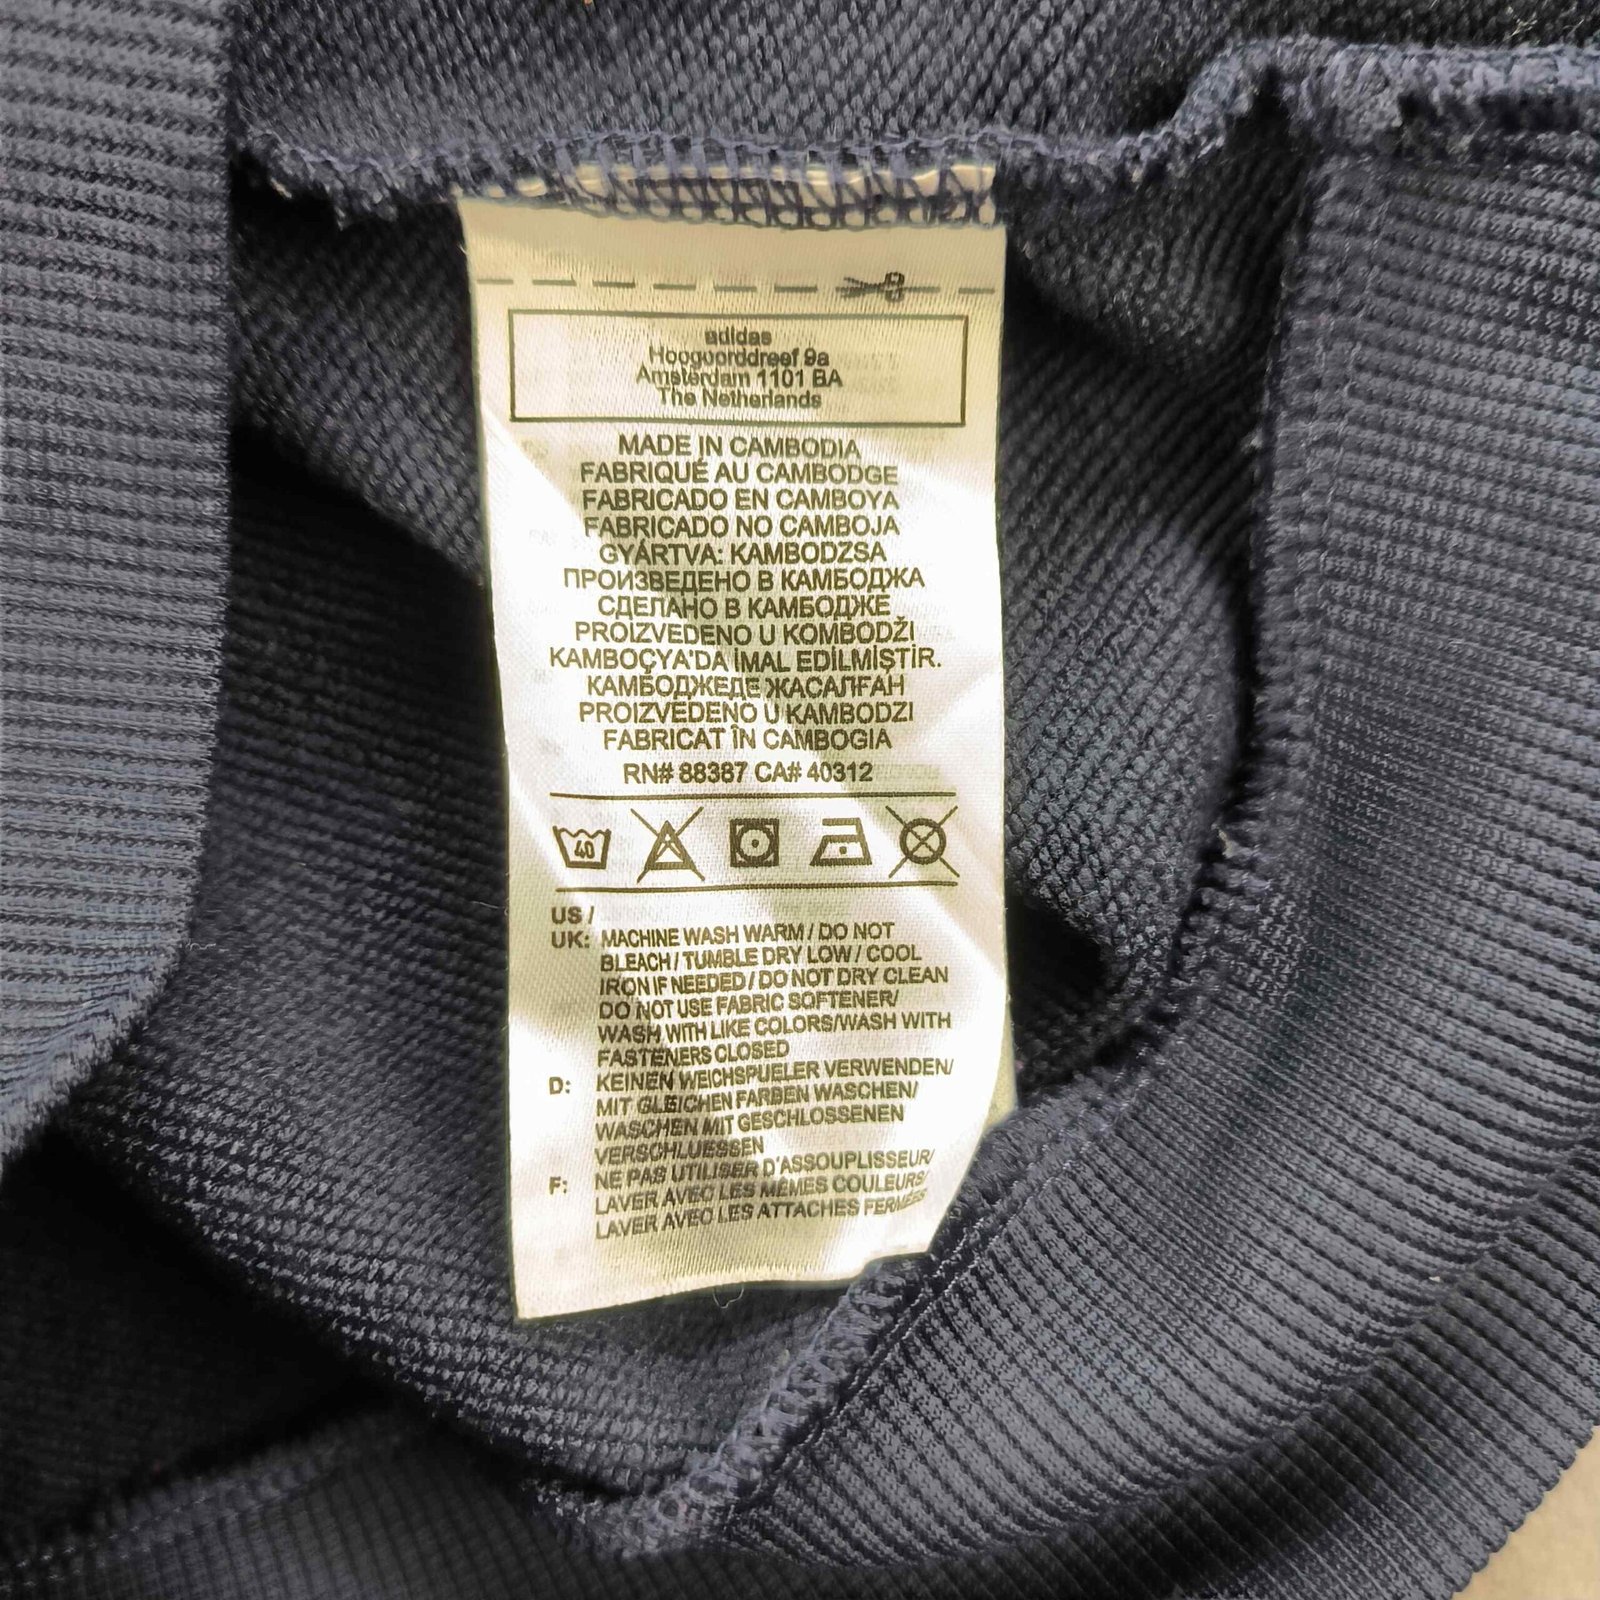 adidas
Hoogoorddreef 9a
Amsterdam 1101 BA
The Netherlands
MADE IN CAMBODIA
FABRIQUÉ AU CAMBODGE
FABRICADO EN CAMBOYA
FABRICADO NO CAMBOJA
GYÁRTVA: KAMBODZSA
ПРОИЗВЕДЕНО В КАМБОДЖА
СДЕЛАНО В КАМБОДЖЕ
PROIZVEDENO U KOMBODŽI
KAMBOÇYA'DA İMAL EDİLMİŞTİR.
КАМБОДЖЕДЕ ЖАСАЛҒАН
PROIZVEDENO U KAMBODZI
FABRICAT ÎN CAMBOGIA
RN# 88387 CA# 40312
40
US /
UK: MACHINE WASH WARM / DO NOT
BLEACH / TUMBLE DRY LOW / COOL
IRON IF NEEDED / DO NOT DRY CLEAN
DO NOT USE FABRIC SOFTENER/
WASH WITH LIKE COLORS/WASH WITH
FASTENERS CLOSED
D: KEINEN WEICHSPUELER VERWENDEN/
MIT GLEICHEN FARBEN WASCHEN/
WASCHEN MIT GESCHLOSSENEN
VERSCHLUESSEN
F: NE PAS UTILISER D'ASSOUPLISSEUR/
LAVER AVEC LES MÊMES COULEURS/
LAVER AVEC LES ATTACHES FERMÉES